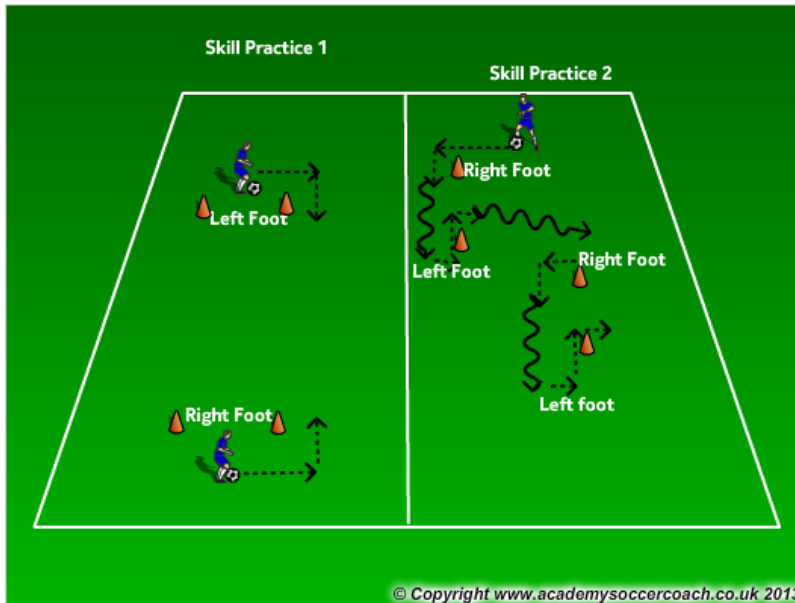 Skill Practice 1
Skill Practice 2
Right Foot
Left Foot
Left Foot
Right Foot
Left foot
Right Foot
© Copyright www.academysoccercoach.co.uk 2013